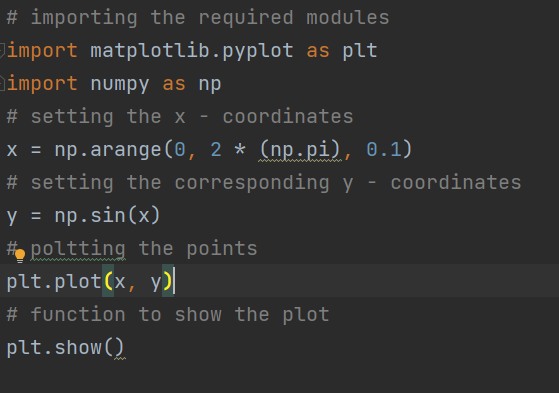 # importing the required modules
import matplotlib.pyplot as plt
import numpy as np
# setting the x - coordinates
x = np.arange(0, 2 * (np.pi), 0.1)
# setting the corresponding y - coordinates
y = np.sin(x)
# poltting the points
plt.plot(x, y)
# function to show the plot
plt.show()